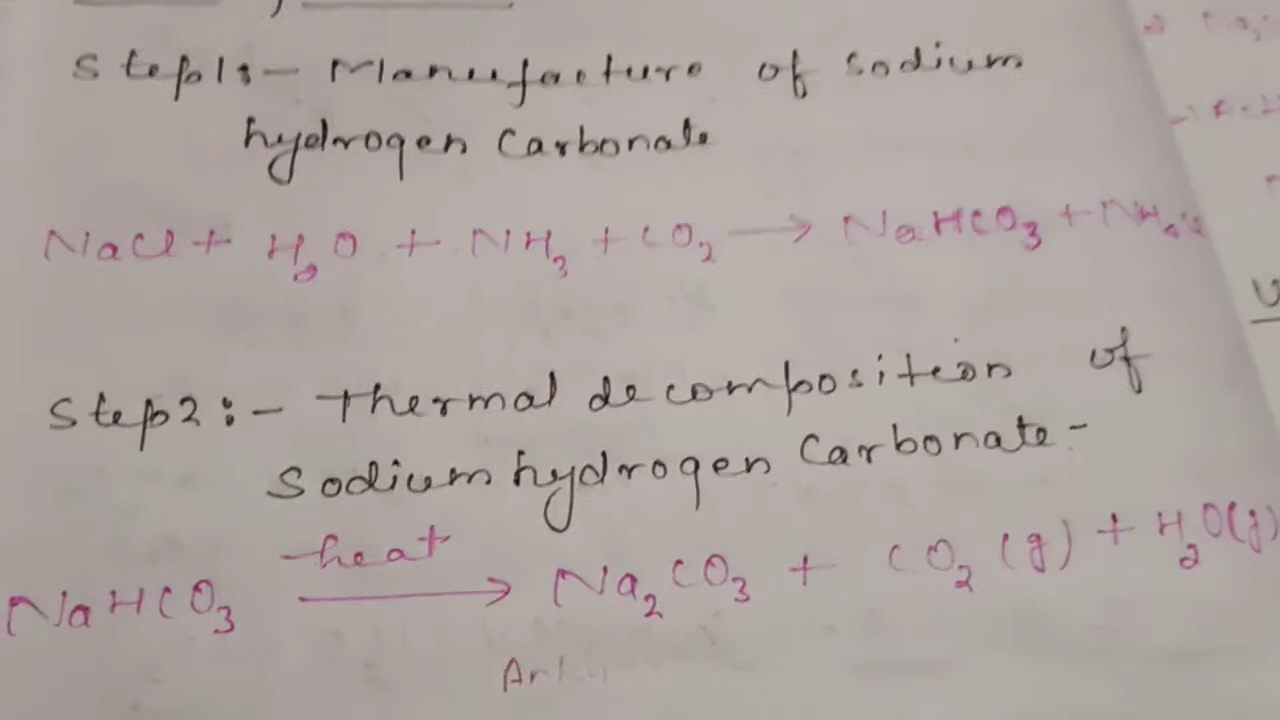 Step1:- Manufacture of sodium
hydrogen carbonate
NaCl + H₂O + NH₃ + CO₂ → NaHCO₃ +
Step2:- Thermal decomposition of
Sodium hydrogen Carbonate-
heat
NaHCO₃ → Na₂CO₃ + CO₂(g) + H₂O(g)